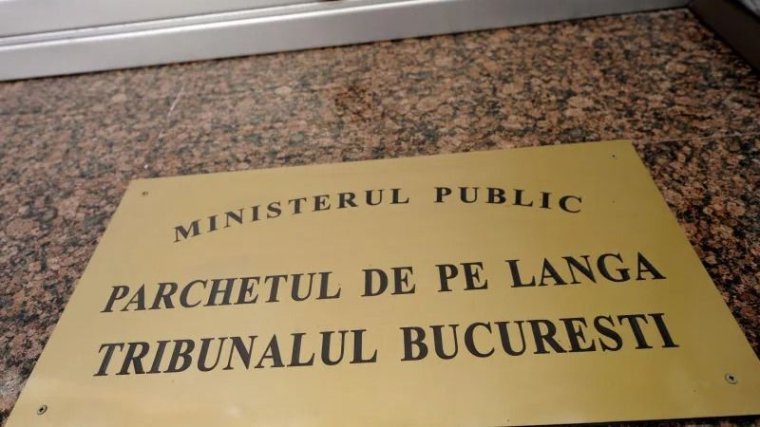 MINISTERUL PUBLIC
PARCHETUL DE PE LANGA
TRIBUNALUL BUCURESTI